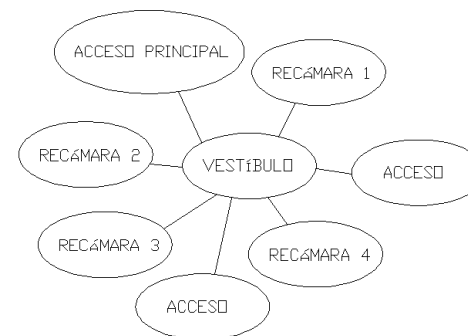 ACCESO PRINCIPAL
RECáMARA 1
RECáMARA 2
VESTíBULO
ACCESO
RECáMARA 3
RECáMARA 4
ACCESO